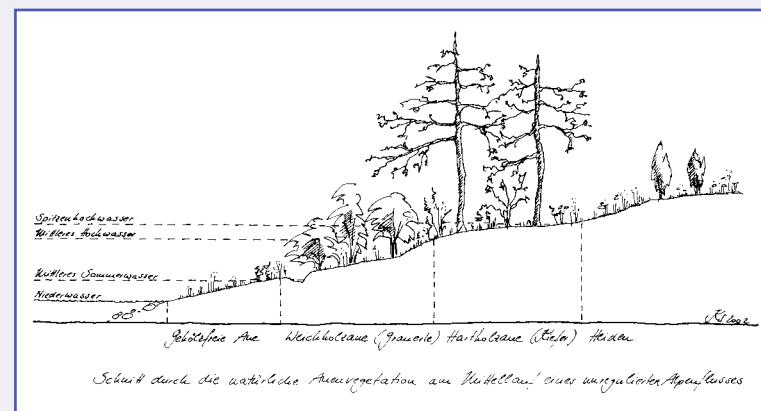 Spitzenhochwasser
Mittleres Hochwasser
Mittleres Sommerwasser
Niederwasser
Gehölzfreie Aue Weichholzaue (Grauerle) Hartholzaue (Kiefer) Heiden
Schnitt durch die natürliche Auenvegetation am Mittellauf eines unregulierten Alpenflusses